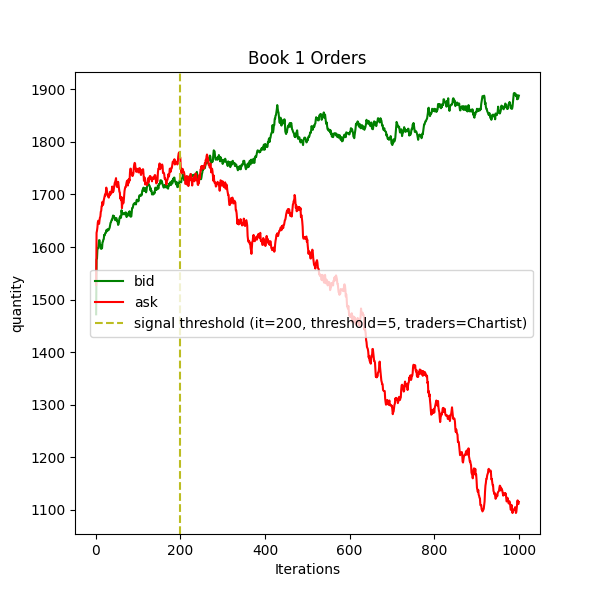 Book 1 Orders
1900
1800
1700
1600
1500
1400
1300
1200
1100
quantity
bid
ask
signal threshold (it=200, threshold=5, traders=Chartist)
0 200 400 600 800 1000
Iterations